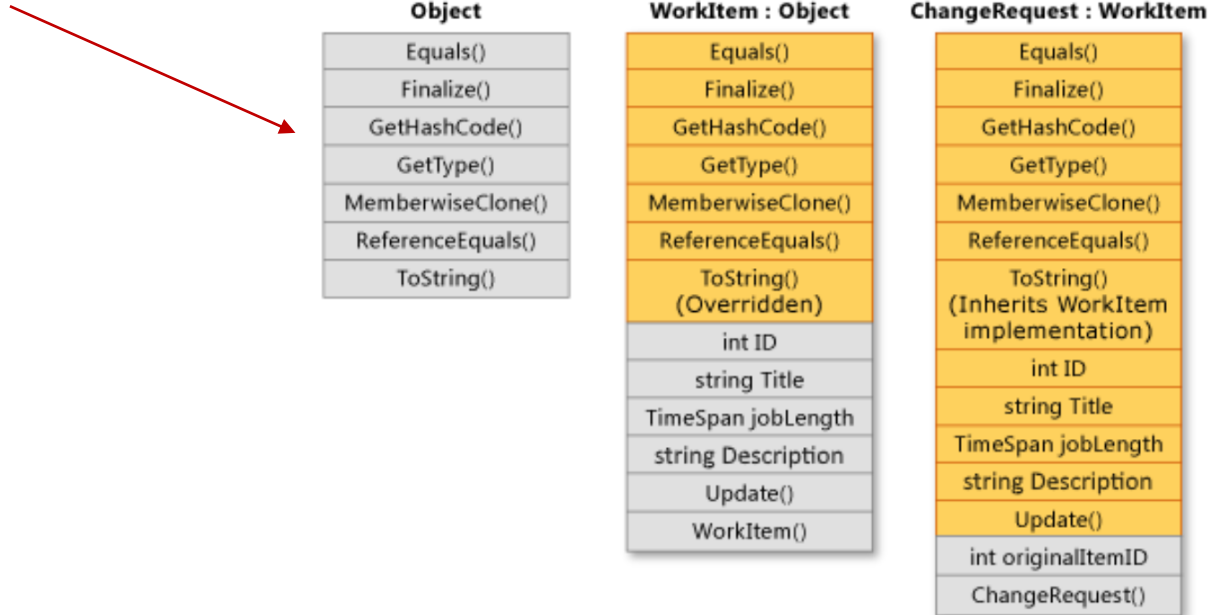 Object
Equals()
Finalize()
GetHashCode()
GetType()
MemberwiseClone()
ReferenceEquals()
ToString()
WorkItem : Object
Equals()
Finalize()
GetHashCode()
GetType()
MemberwiseClone()
ReferenceEquals()
ToString()
(Overridden)
int ID
string Title
TimeSpan jobLength
string Description
Update()
WorkItem()
ChangeRequest : WorkItem
Equals()
Finalize()
GetHashCode()
GetType()
MemberwiseClone()
ReferenceEquals()
ToString()
(Inherits WorkItem
implementation)
int ID
string Title
TimeSpan jobLength
string Description
Update()
int originalItemID
ChangeRequest()